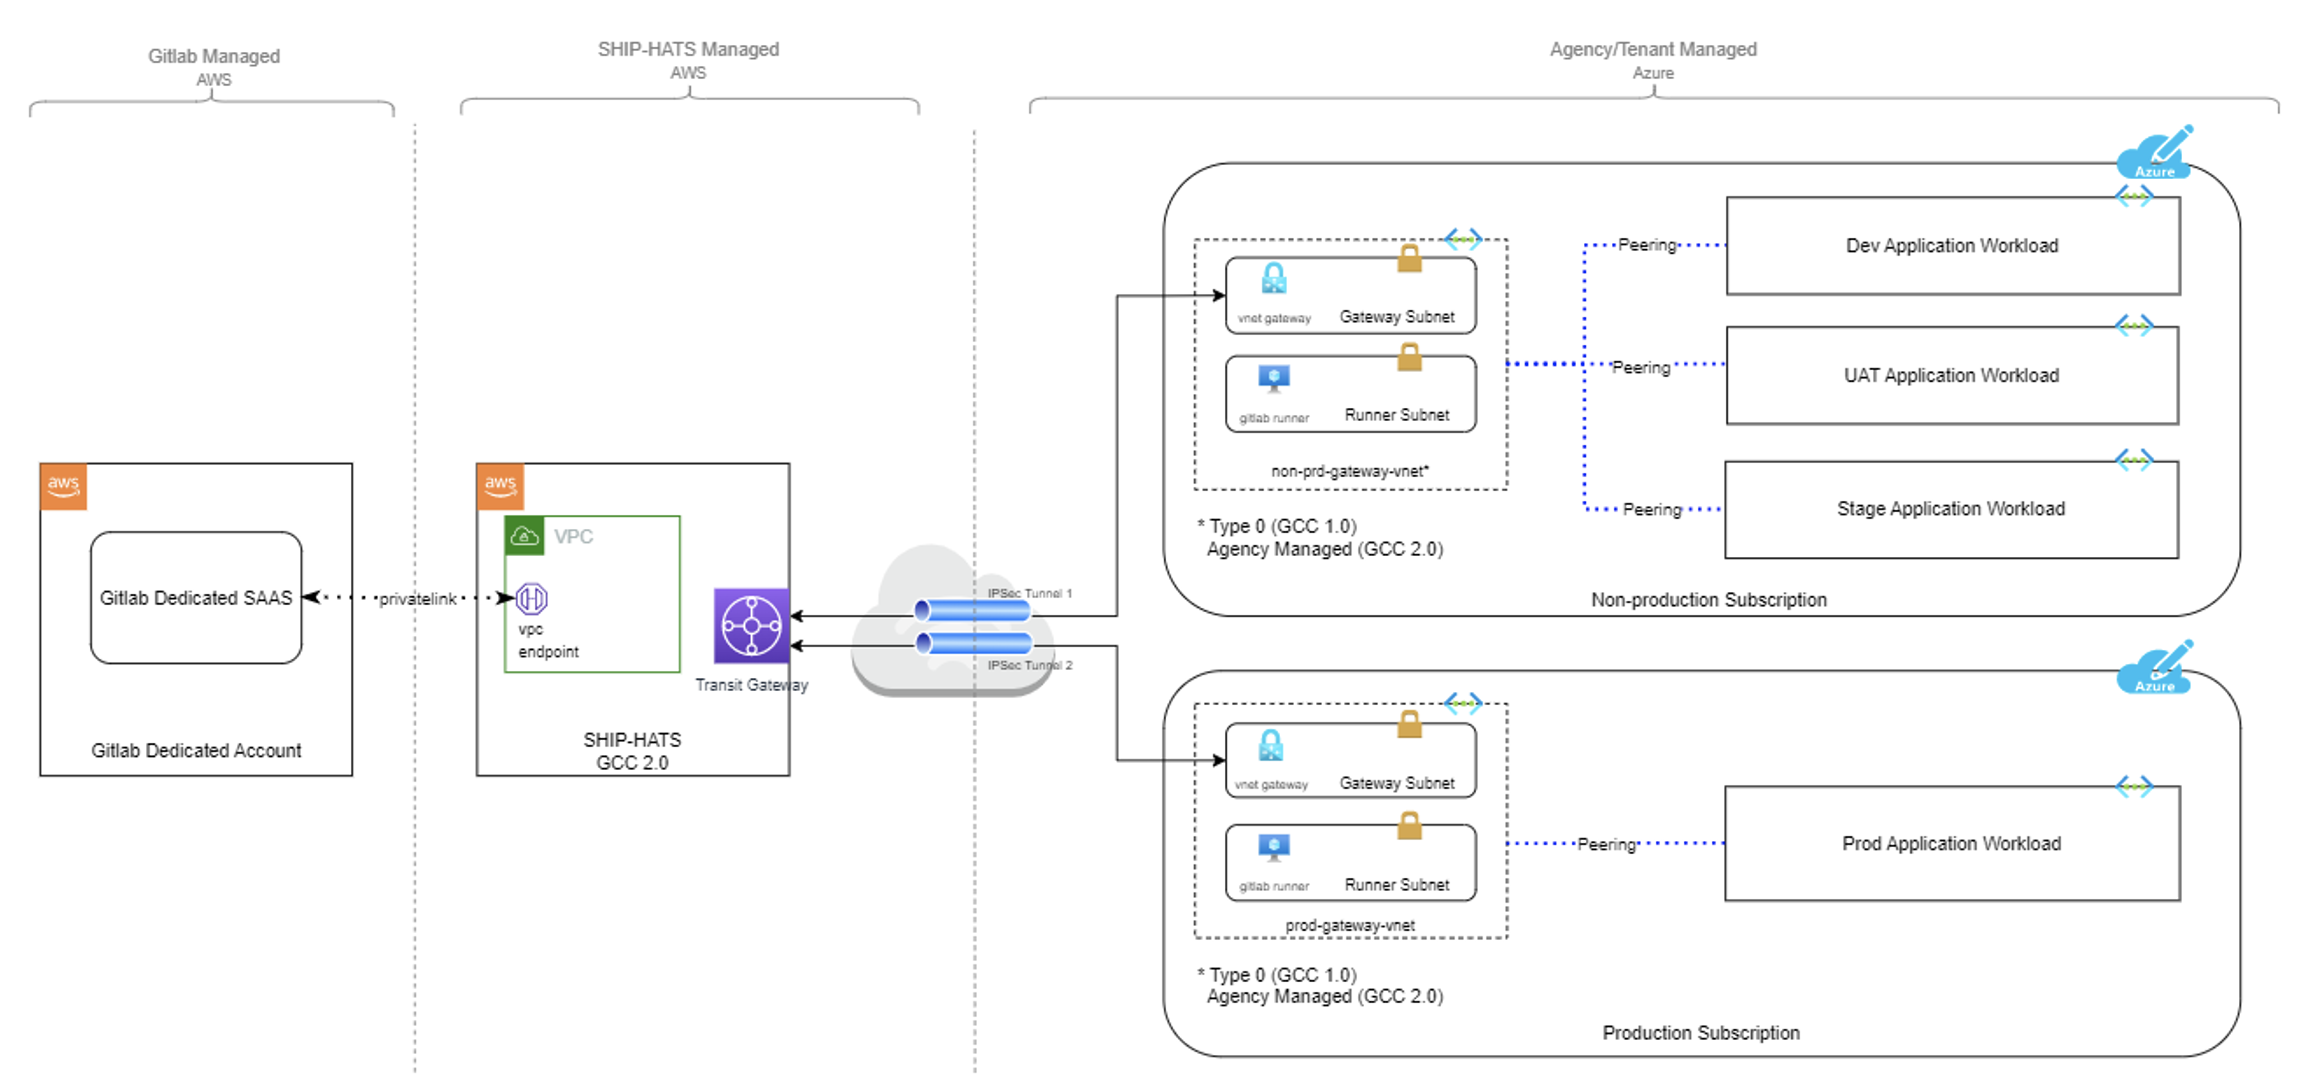 Gitlab Managed
AWS
SHIP-HATS Managed
AWS
Agency/Tenant Managed
Azure
Azure
Dev Application Workload
Peering
vnet gateway
Gateway Subnet
UAT Application Workload
Peering
gitlab runner
Runner Subnet
non-prd-gateway-vnet*
Stage Application Workload
Peering
* Type 0 (GCC 1.0)
Agency Managed (GCC 2.0)
Non-production Subscription
aws
Gitlab Dedicated SAAS
Gitlab Dedicated Account
privatelink
aws
VPC
vpc
endpoint
Transit Gateway
SHIP-HATS
GCC 2.0
IPSec Tunnel 1
IPSec Tunnel 2
Azure
vnet gateway
Gateway Subnet
gitlab runner
Runner Subnet
prod-gateway-vnet
Peering
Prod Application Workload
* Type 0 (GCC 1.0)
Agency Managed (GCC 2.0)
Production Subscription